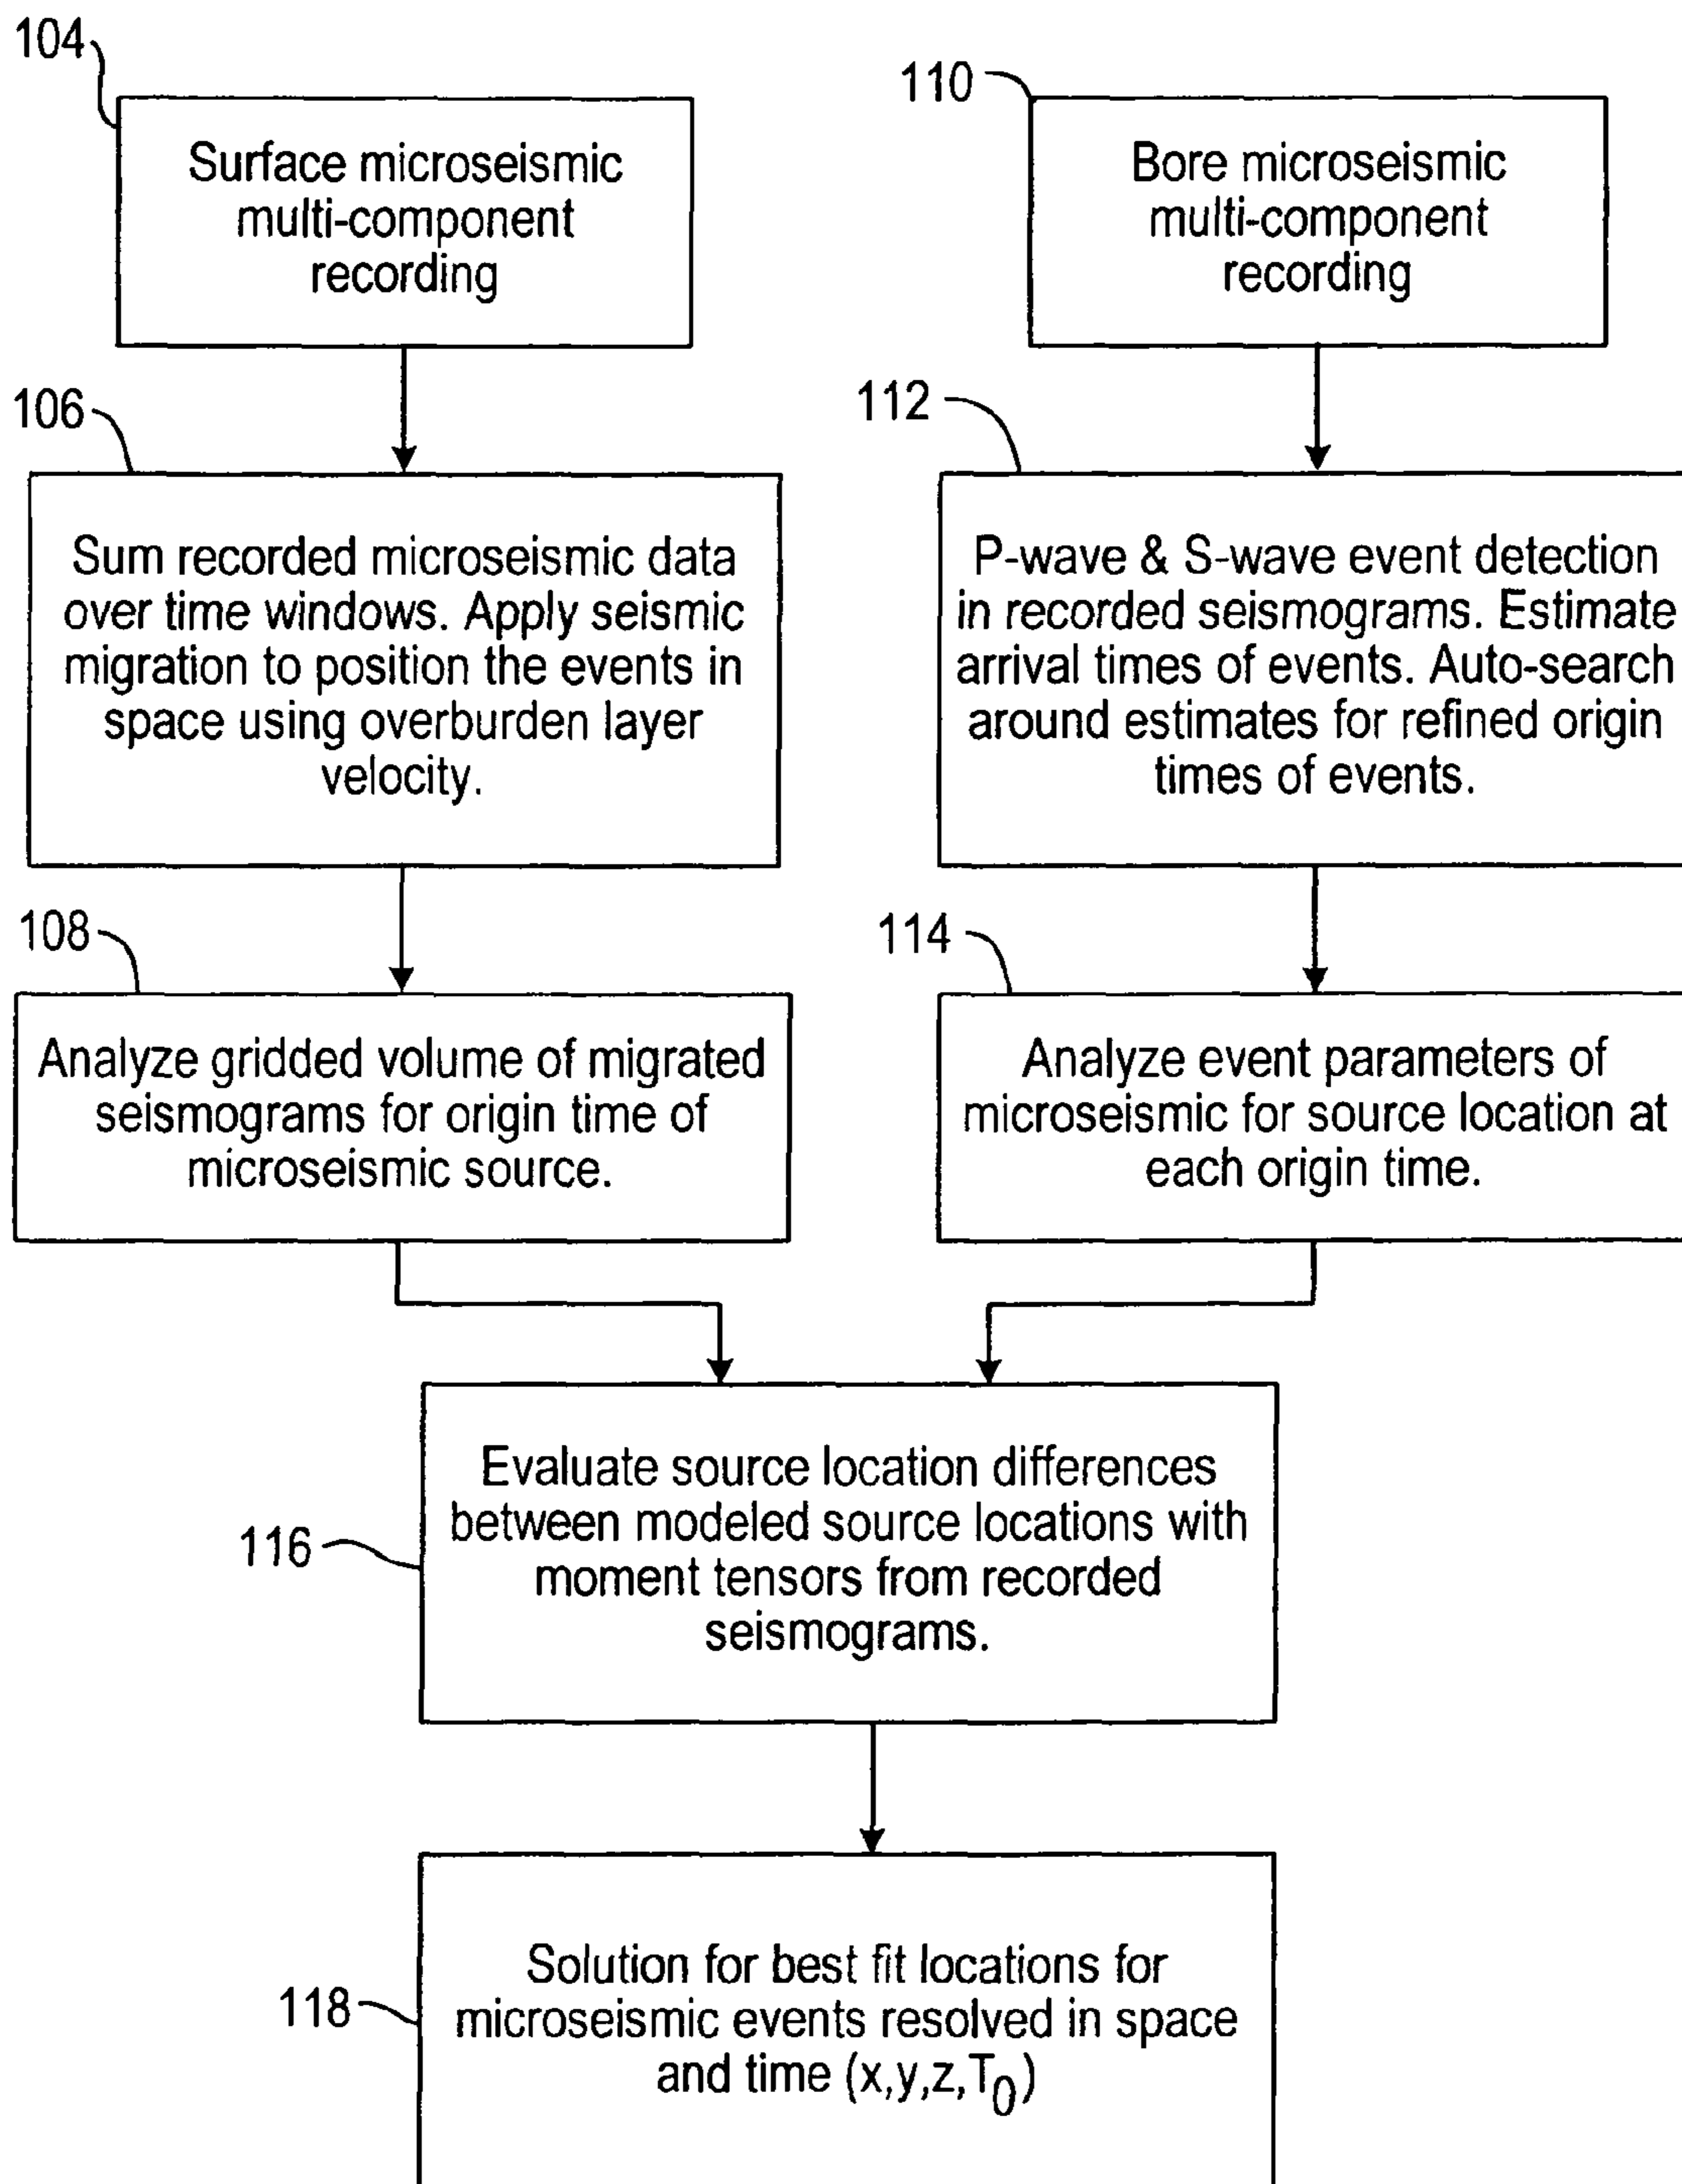 104
Surface microseismic
multi-component
recording
110
Bore microseismic
multi-component
recording
106
Sum recorded microseismic data
over time windows. Apply seismic
migration to position the events in
space using overburden layer
velocity.
112
P-wave & S-wave event detection
in recorded seismograms. Estimate
arrival times of events. Auto-search
around estimates for refined origin
times of events.
108
Analyze gridded volume of migrated
seismograms for origin time of
microseismic source.
114
Analyze event parameters of
microseismic for source location at
each origin time.
116
Evaluate source location differences
between modeled source locations with
moment tensors from recorded
seismograms.
118
Solution for best fit locations for
microseismic events resolved in space
and time (x,y,z,T0)